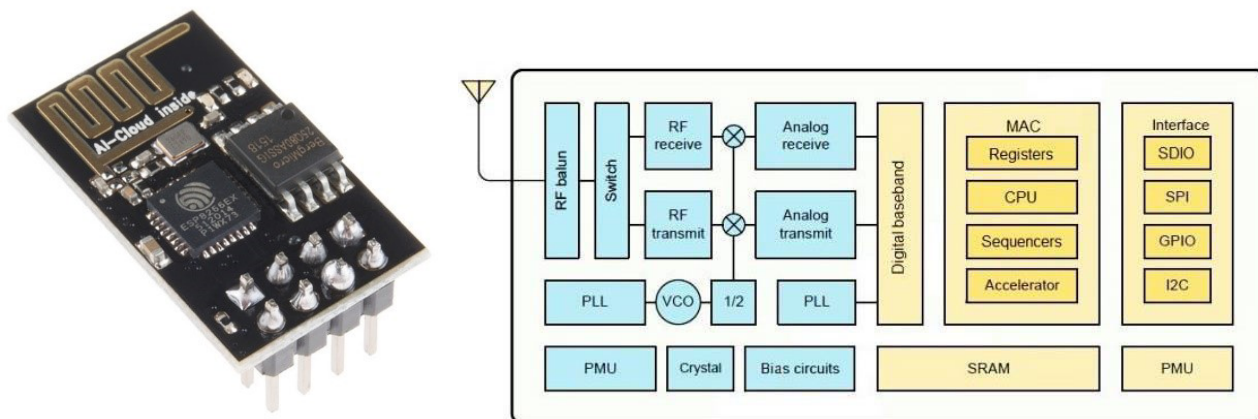 AI-Cloud inside
BergMicro
25Q80ASSIG
1518
ESP8266EX
RF balun
Switch
RF
receive
RF
transmit
Analog
receive
Analog
transmit
PLL
VCO
1/2
PLL
Digital baseband
MAC
Registers
CPU
Sequencers
Accelerator
Interface
SDIO
SPI
GPIO
I2C
PMU
Crystal
Bias circuits
SRAM
PMU